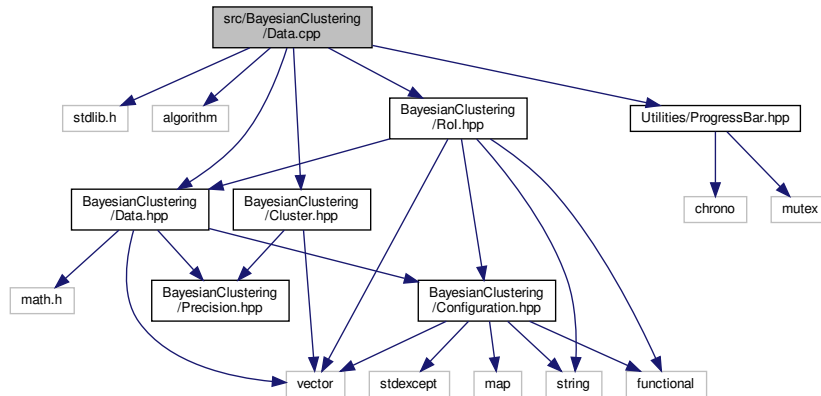 src/BayesianClustering
/Data.cpp
stdlib.h
algorithm
BayesianClustering
/RoI.hpp
Utilities/ProgressBar.hpp
BayesianClustering
/Data.hpp
BayesianClustering
/Cluster.hpp
chrono
mutex
math.h
BayesianClustering
/Precision.hpp
BayesianClustering
/Configuration.hpp
vector
stdexcept
map
string
functional